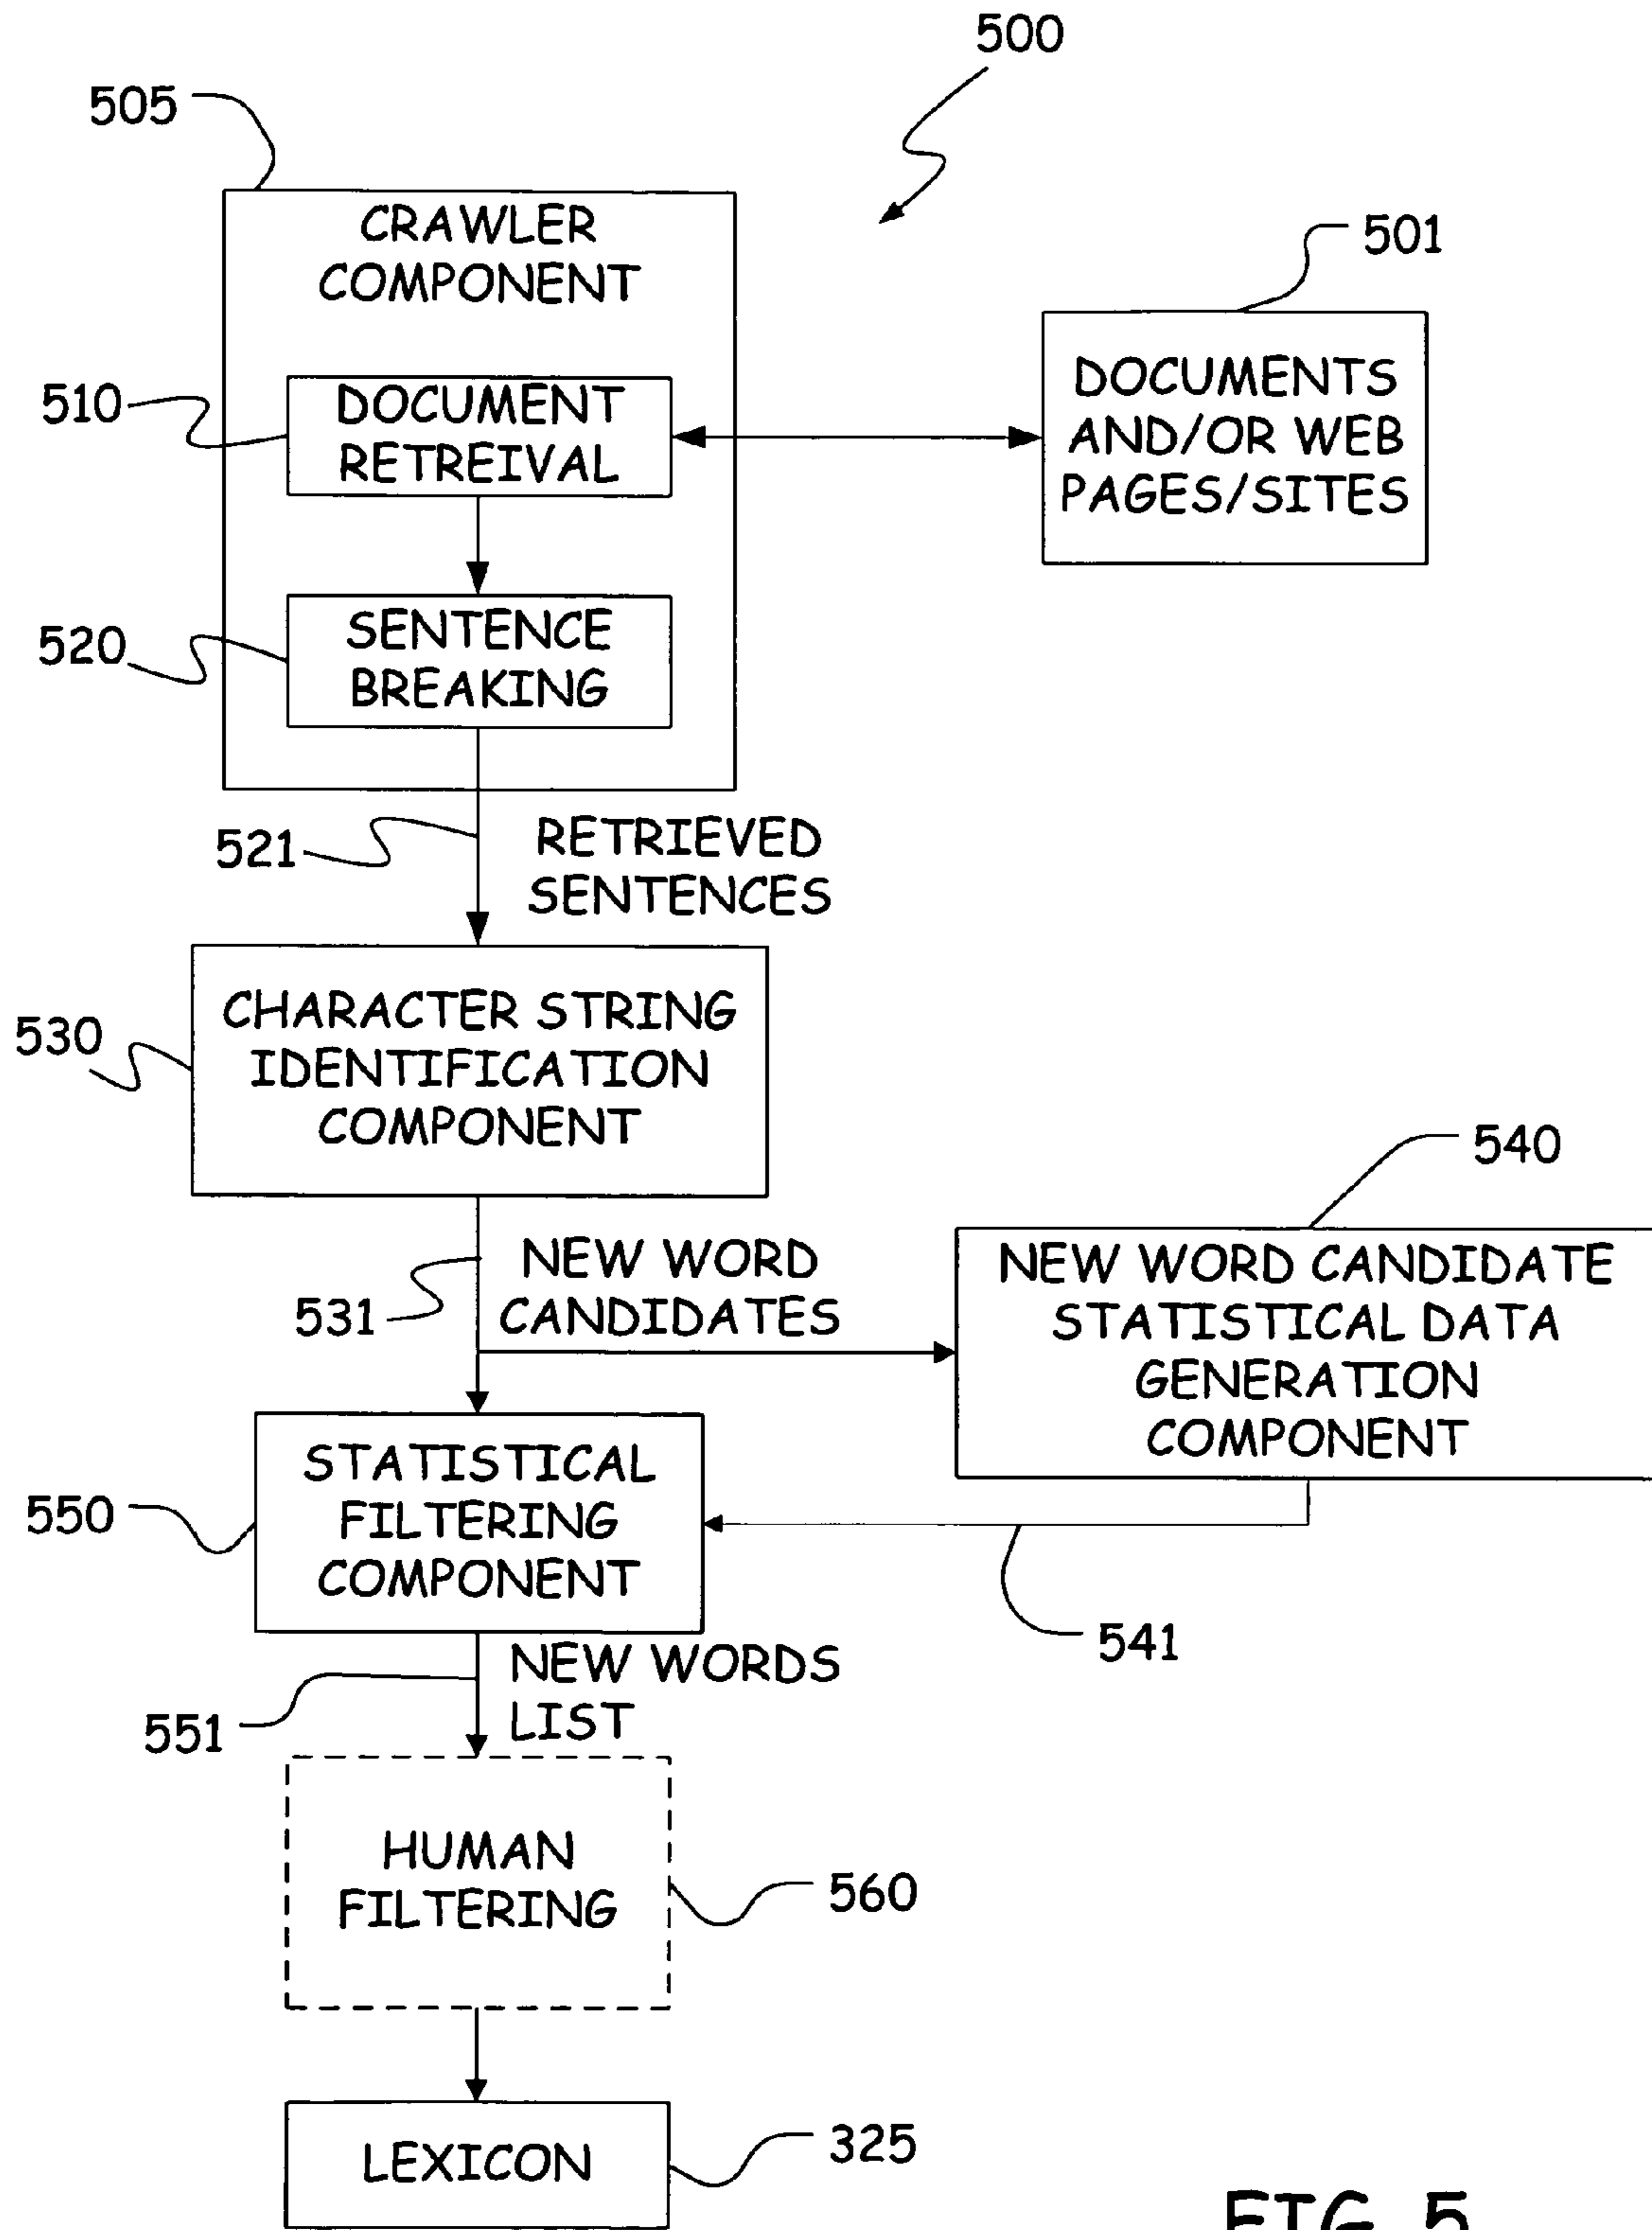 500
505
CRAWLER
COMPONENT
501
510
DOCUMENT
RETREIVAL
DOCUMENTS
AND/OR WEB
PAGES/SITES
520
SENTENCE
BREAKING
521
RETRIEVED
SENTENCES
530
CHARACTER STRING
IDENTIFICATION
COMPONENT
540
531
NEW WORD
CANDIDATES
NEW WORD CANDIDATE
STATISTICAL DATA
GENERATION
COMPONENT
550
STATISTICAL
FILTERING
COMPONENT
541
551
NEW WORDS
LIST
HUMAN
FILTERING
560
LEXICON
325
FIG. 5